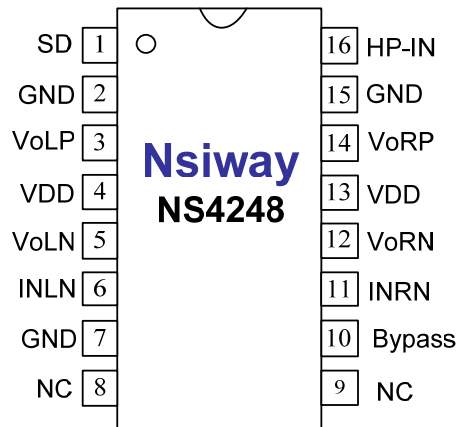 SD 1 16 HP-IN
GND 2 15 GND
VoLP 3 14 VoRP
Nsiway
VDD 4 13 VDD
NS4248
VoLN 5 12 VoRN
INLN 6 11 INRN
GND 7 10 Bypass
NC 8 9 NC